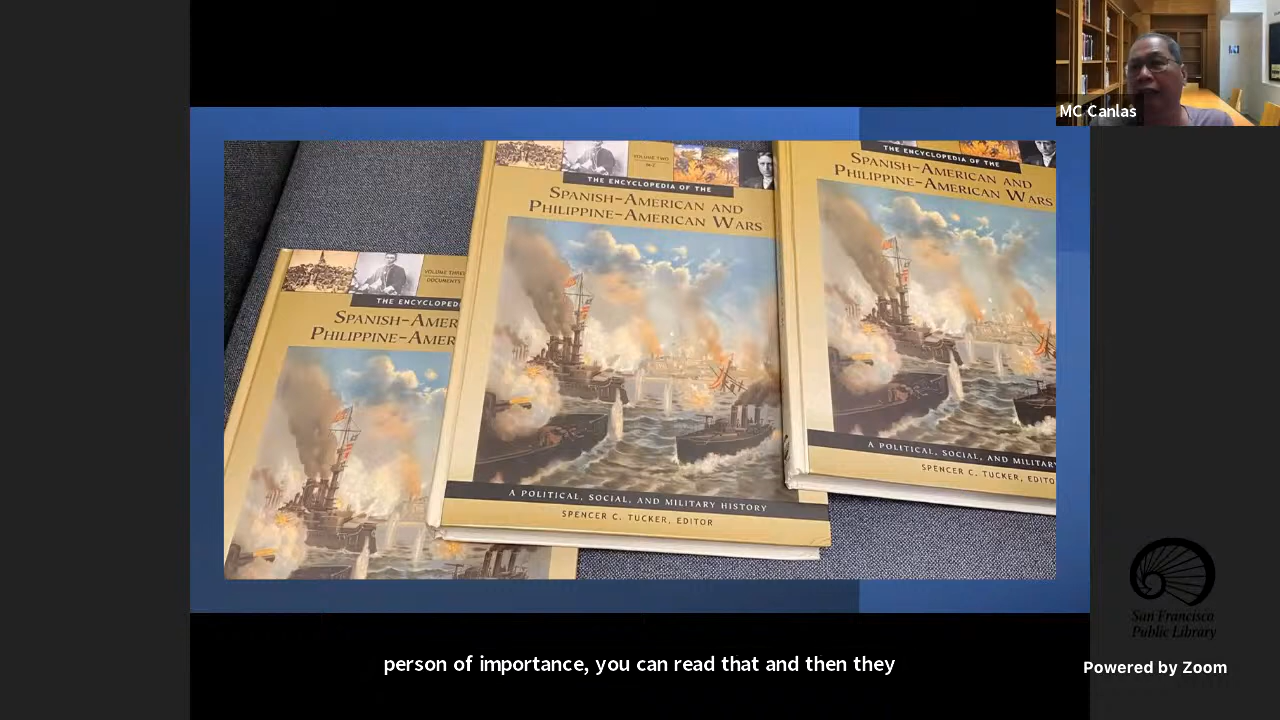 MC Canlas
VOLUME TWO
THE ENCYCLOPEDIA OF THE
SPANISH-AMERICAN AND
PHILIPPINE-AMERICAN WARS
A POLITICAL, SOCIAL, AND MILITARY HISTORY
SPENCER C. TUCKER, EDITOR
THE ENCYCLOPEDIA OF THE
SPANISH-AMERICAN AND
PHILIPPINE-AMERICAN WARS
A POLITICAL, SOCIAL, AND MILITAR
SPENCER C. TUCKER, EDITO
VOLUME THREE
DOCUMENTS
THE ENCYCLOPED
SPANISH-AMER
PHILIPPINE-AMER
San Francisco
Public Library
person of importance, you can read that and then they
Powered by Zoom